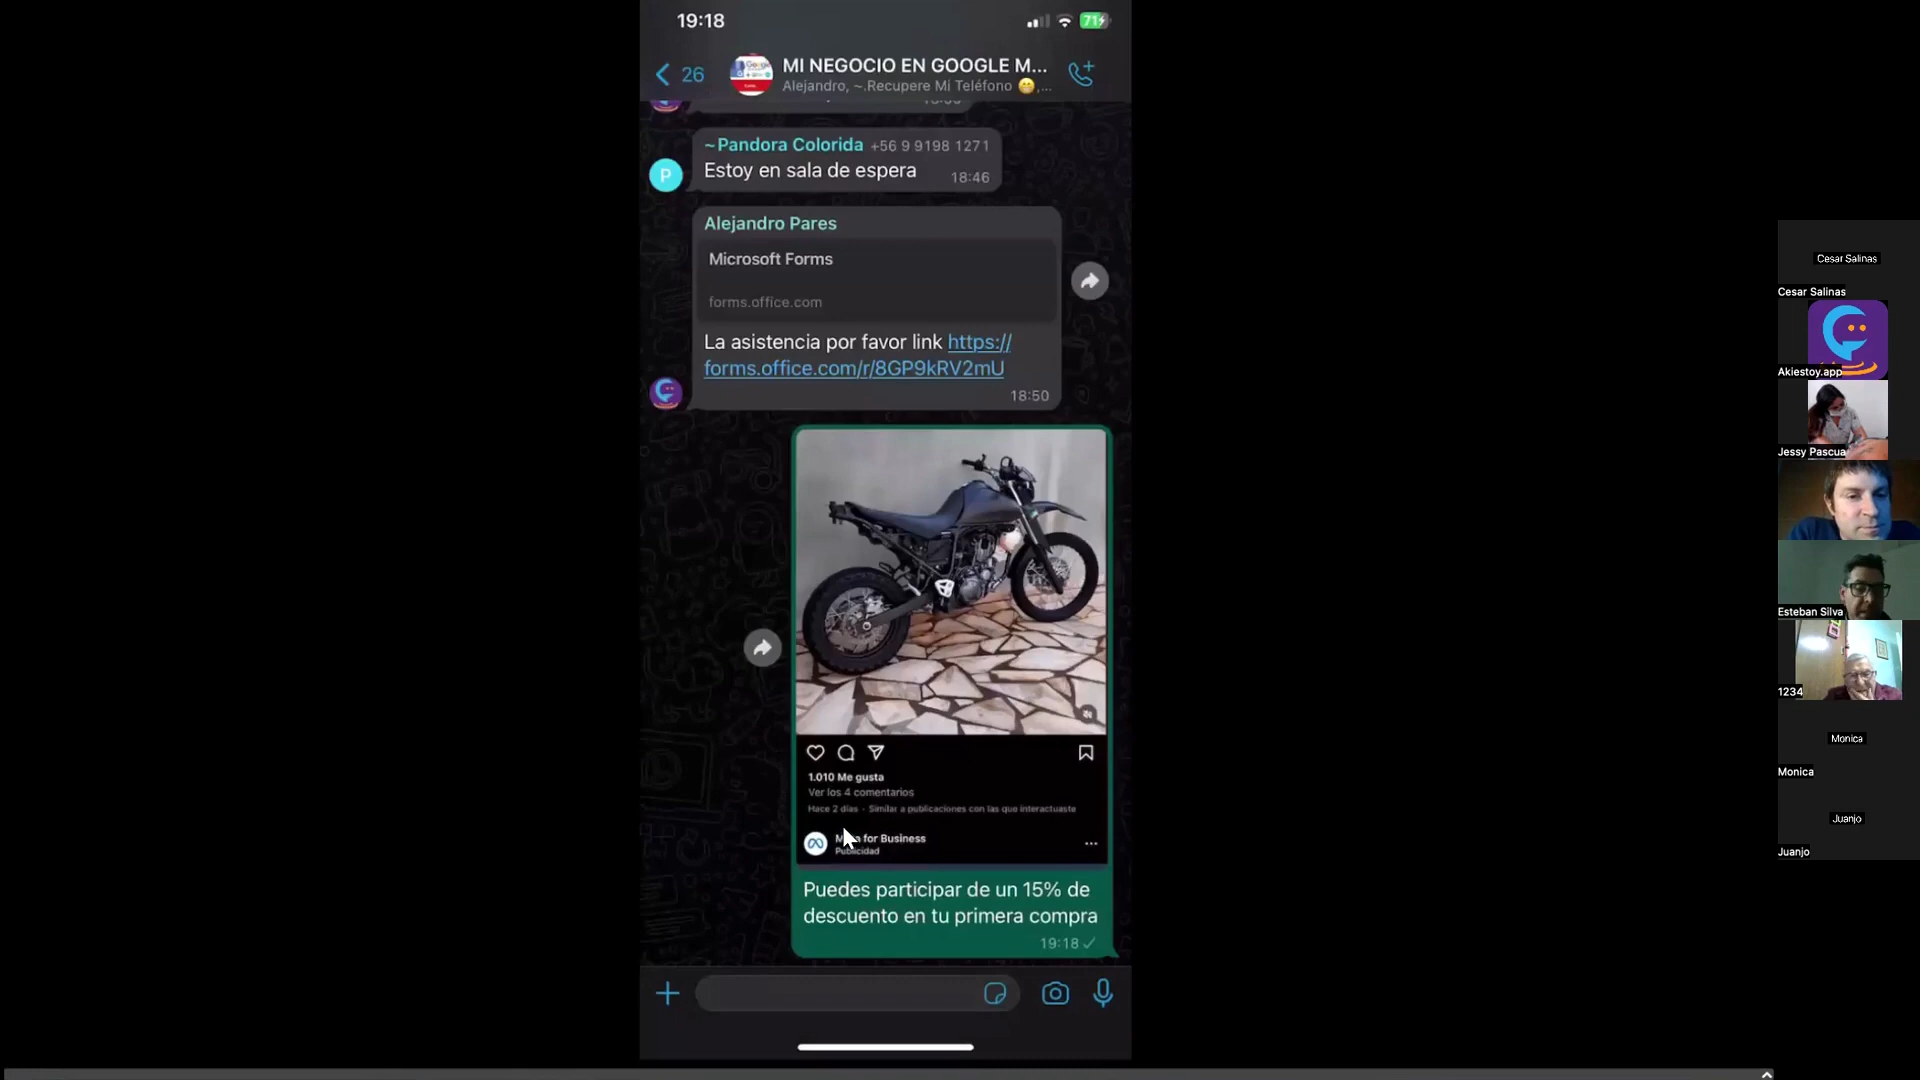 19:18
71
26
MI NEGOCIO EN GOOGLE M...
Alejandro, ~.Recupere Mi Teléfono 😁,...
~Pandora Colorida +56 9 9198 1271
Estoy en sala de espera
18:46
P
Alejandro Pares
Microsoft Forms
forms.office.com
La asistencia por favor link https://
forms.office.com/r/8GP9kRV2mU
18:50
1.010 Me gusta
Ver los 4 comentarios
Hace 2 días · Similar a publicaciones con las que interactuaste
for Business
Publicidad
Puedes participar de un 15% de
descuento en tu primera compra
19:18
Cesar Salinas
Cesar Salinas
Akiestoy.app
Jessy Pascua
Esteban Silva
1234
Monica
Monica
Juanjo
Juanjo